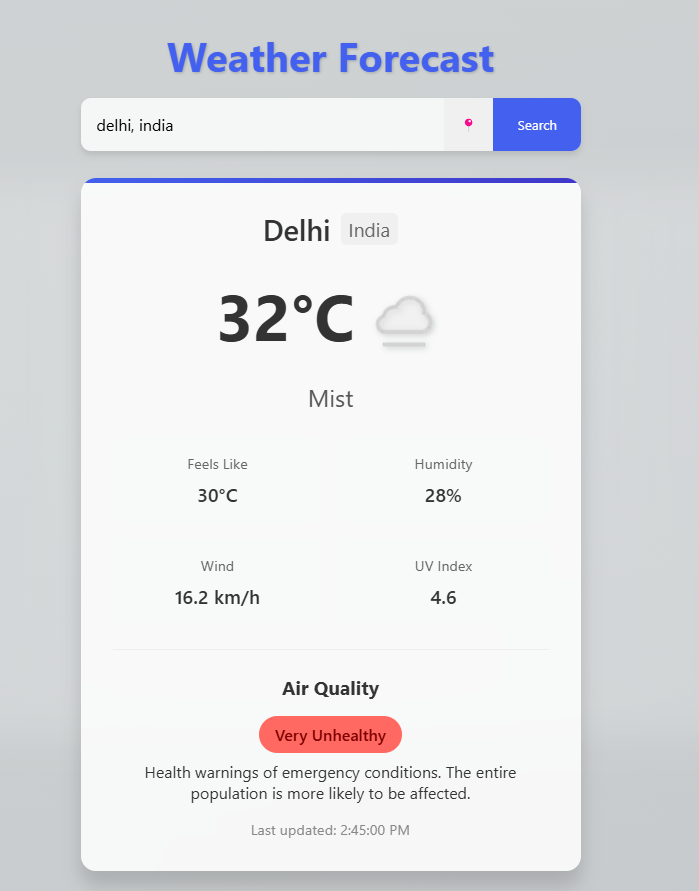 Weather Forecast
delhi, india
Search
Delhi India
32°C
Mist
Feels Like
30°C
Humidity
28%
Wind
16.2 km/h
UV Index
4.6
Air Quality
Very Unhealthy
Health warnings of emergency conditions. The entire
population is more likely to be affected.
Last updated: 2:45:00 PM